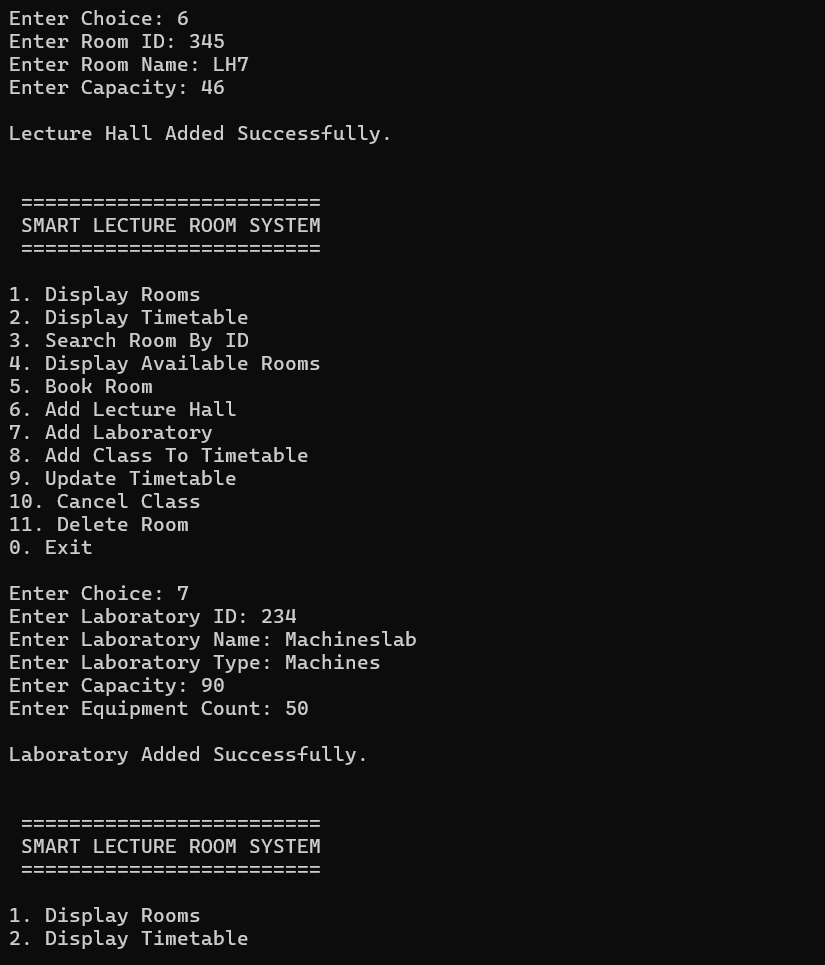 Enter Choice: 6
Enter Room ID: 345
Enter Room Name: LH7
Enter Capacity: 46
Lecture Hall Added Successfully.
=========================
SMART LECTURE ROOM SYSTEM
=========================
1. Display Rooms
2. Display Timetable
3. Search Room By ID
4. Display Available Rooms
5. Book Room
6. Add Lecture Hall
7. Add Laboratory
8. Add Class To Timetable
9. Update Timetable
10. Cancel Class
11. Delete Room
0. Exit
Enter Choice: 7
Enter Laboratory ID: 234
Enter Laboratory Name: Machineslab
Enter Laboratory Type: Machines
Enter Capacity: 90
Enter Equipment Count: 50
Laboratory Added Successfully.
=========================
SMART LECTURE ROOM SYSTEM
=========================
1. Display Rooms
2. Display Timetable